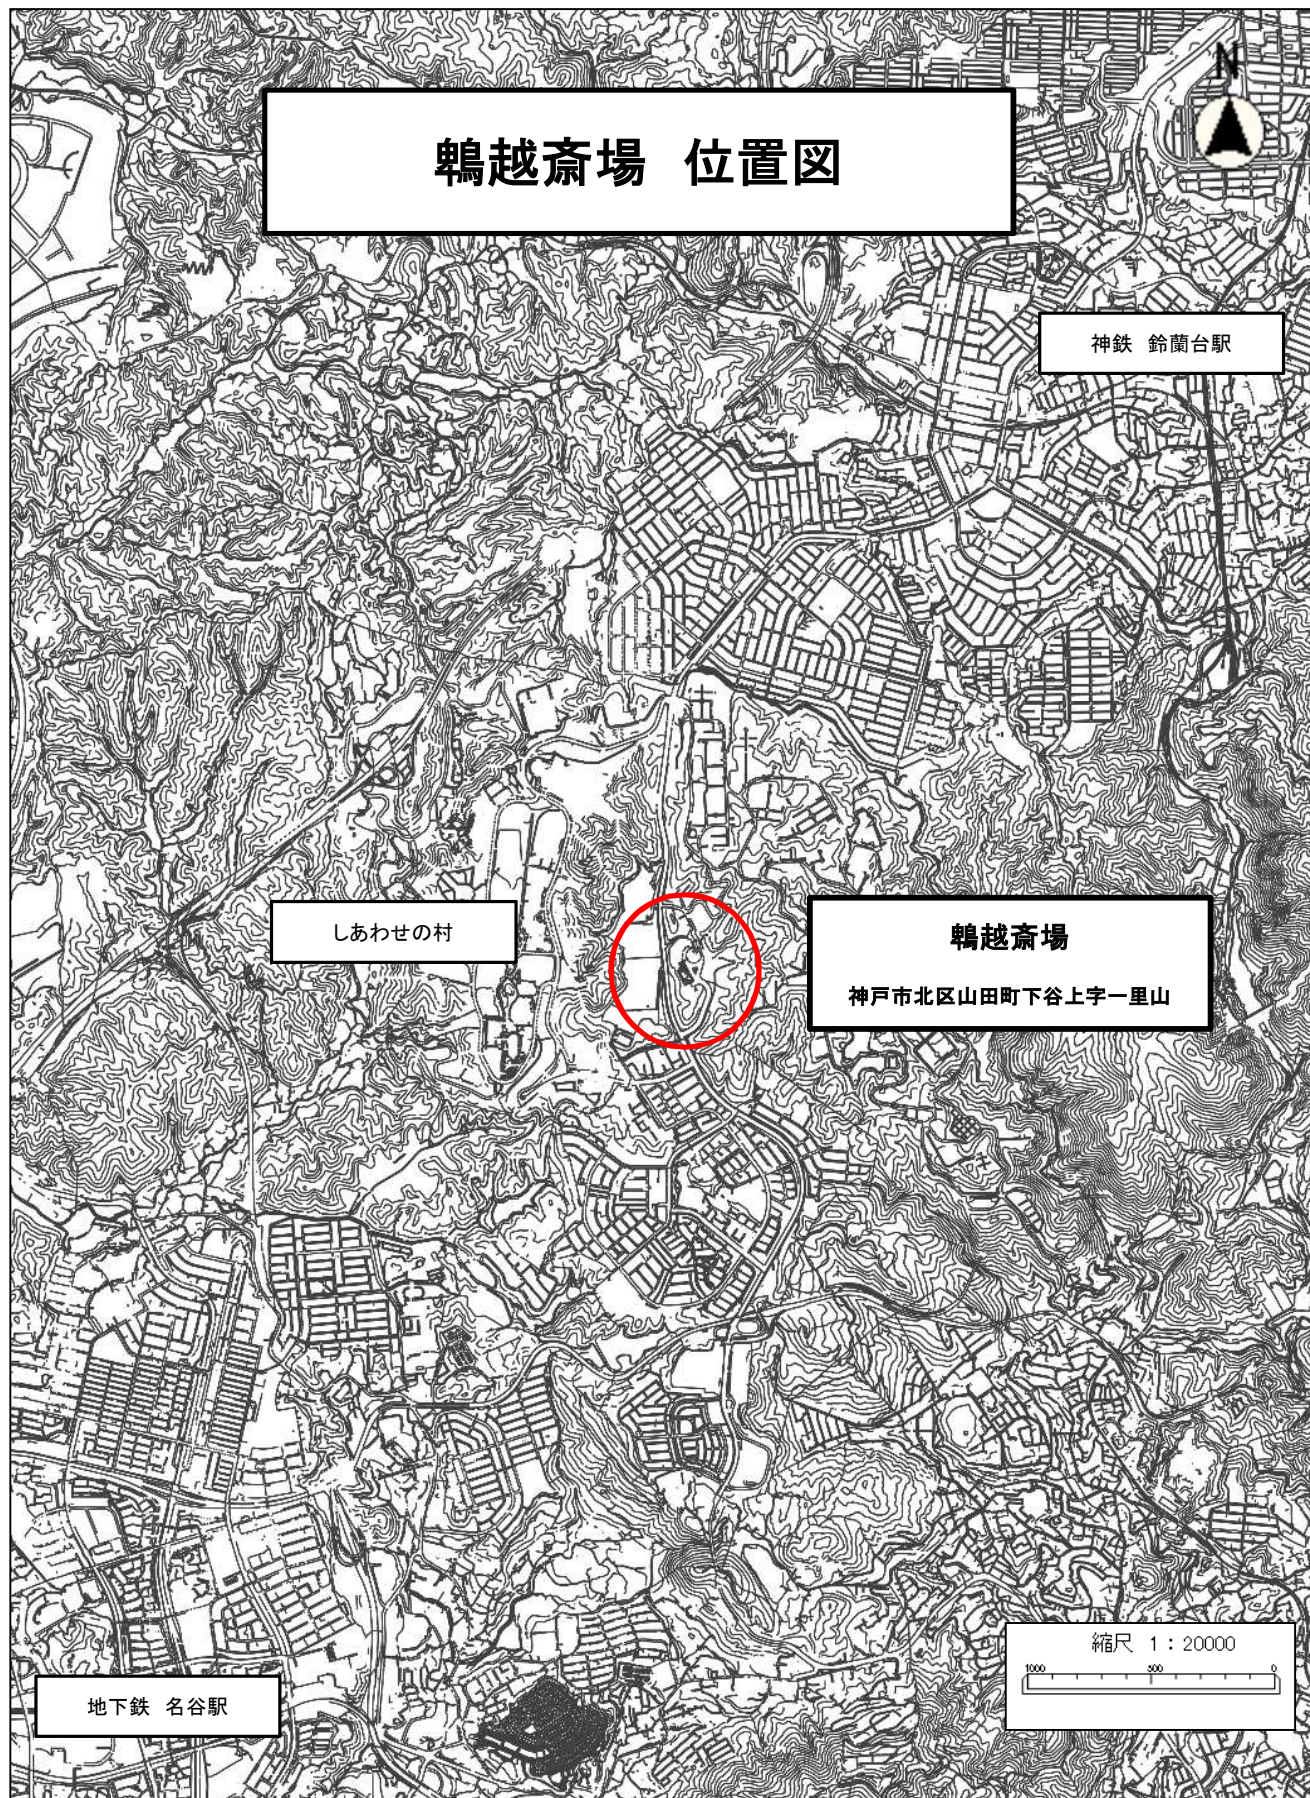 N
鵯越斎場 位置図
神鉄 鈴蘭台駅
しあわせの村
鵯越斎場
神戸市北区山田町下谷上字一里山
縮尺 1:20000
1000 500 0
地下鉄 名谷駅